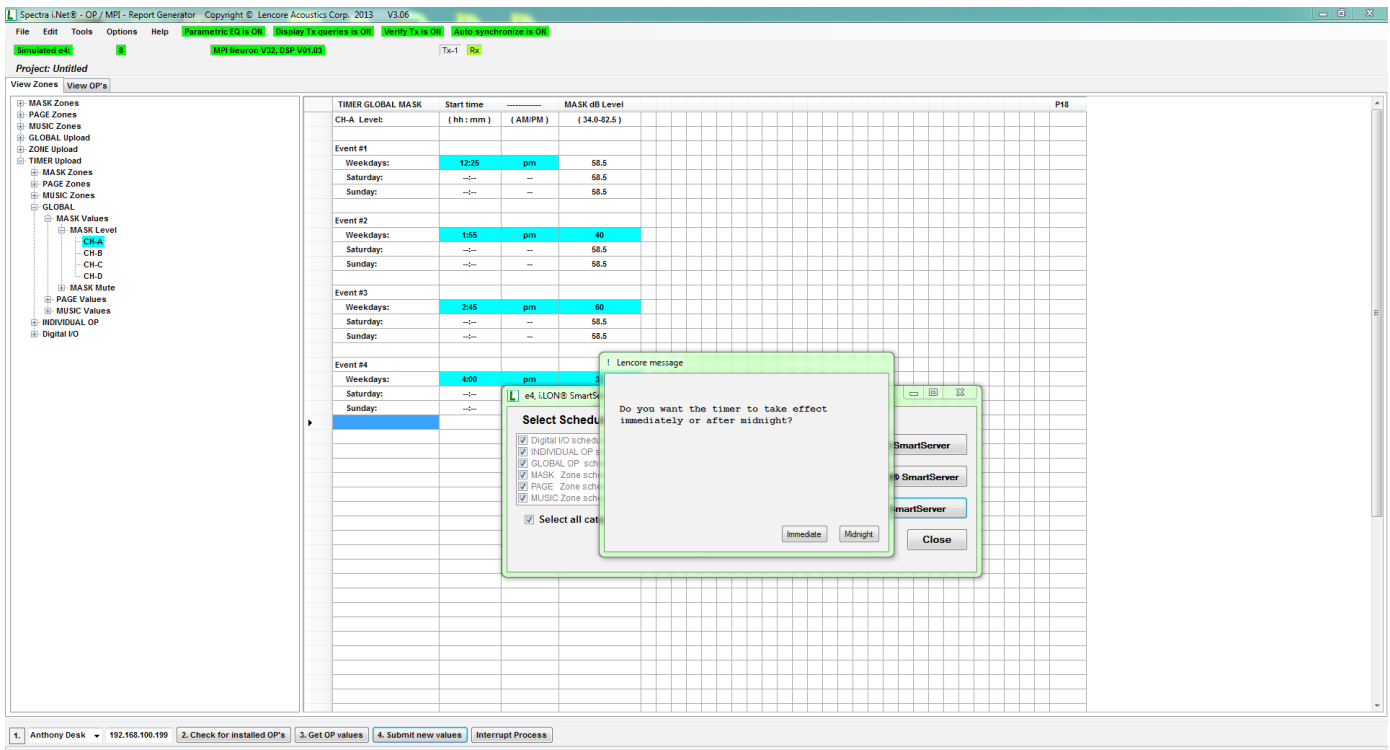 Spectra i.Net® - OP / MPI - Report Generator Copyright © Lencore Acoustics Corp. 2013 V3.06
File Edit Tools Options Help Parametric EQ is ON Display Tx queries is ON Verify Tx is ON Auto synchronize is ON
Simulated e4: 8 MPI Neuron V32, DSP V01.03 Tx-1 Rx
Project: Untitled
View Zones View OP's
MASK Zones
PAGE Zones
MUSIC Zones
GLOBAL Upload
ZONE Upload
TIMER Upload
MASK Zones
PAGE Zones
MUSIC Zones
GLOBAL
MASK Values
MASK Level
CH-A
CH-B
CH-C
CH-D
MASK Mute
PAGE Values
MUSIC Values
INDIVIDUAL OP
Digital I/O
TIMER GLOBAL MASK Start time ------------ MASK dB Level P18
CH-A Level: ( hh : mm ) ( AM/PM ) ( 34.0-82.5 )
Event #1
Weekdays: 12:25 pm 58.5
Saturday: --:-- -- 58.5
Sunday: --:-- -- 58.5
Event #2
Weekdays: 1:55 pm 40
Saturday: --:-- -- 58.5
Sunday: --:-- -- 58.5
Event #3
Weekdays: 2:45 pm 60
Saturday: --:-- -- 58.5
Sunday: --:-- -- 58.5
Event #4
Weekdays: 4:00 pm 3
Saturday: --:--
Sunday: --:--
e4, i.LON® SmartSe
Select Schedu
Digital I/O schedu
INDIVIDUAL OP s
GLOBAL OP sch
MASK Zone sche
PAGE Zone sche
MUSIC Zone sch
Select all cat
SmartServer
® SmartServer
SmartServer
Close
! Lencore message
Do you want the timer to take effect
immediately or after midnight?
Immediate Midnight
1. Anthony Desk 192.168.100.199 2. Check for installed OP's 3. Get OP values 4. Submit new values Interrupt Process